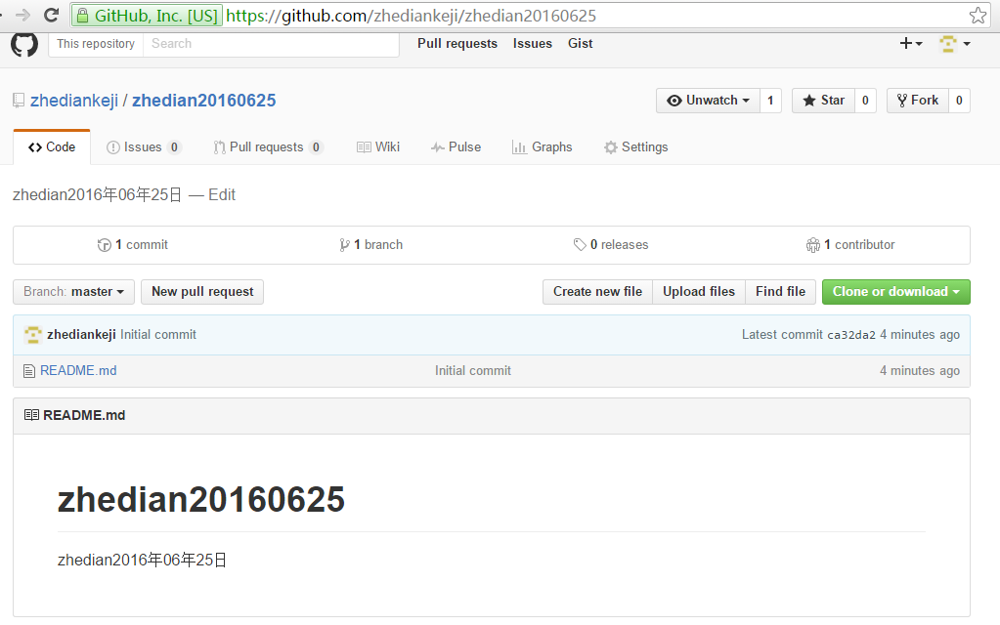 GitHub, Inc. [US] https://github.com/zhediankeji/zhedian20160625
This repository Search Pull requests Issues Gist
zhediankeji / zhedian20160625 Unwatch 1 Star 0 Fork 0
Code Issues 0 Pull requests 0 Wiki Pulse Graphs Settings
zhedian2016年06年25日 — Edit
1 commit 1 branch 0 releases 1 contributor
Branch: master New pull request Create new file Upload files Find file Clone or download
zhediankeji Initial commit Latest commit ca32da2 4 minutes ago
README.md Initial commit 4 minutes ago
README.md
zhedian20160625
zhedian2016年06年25日